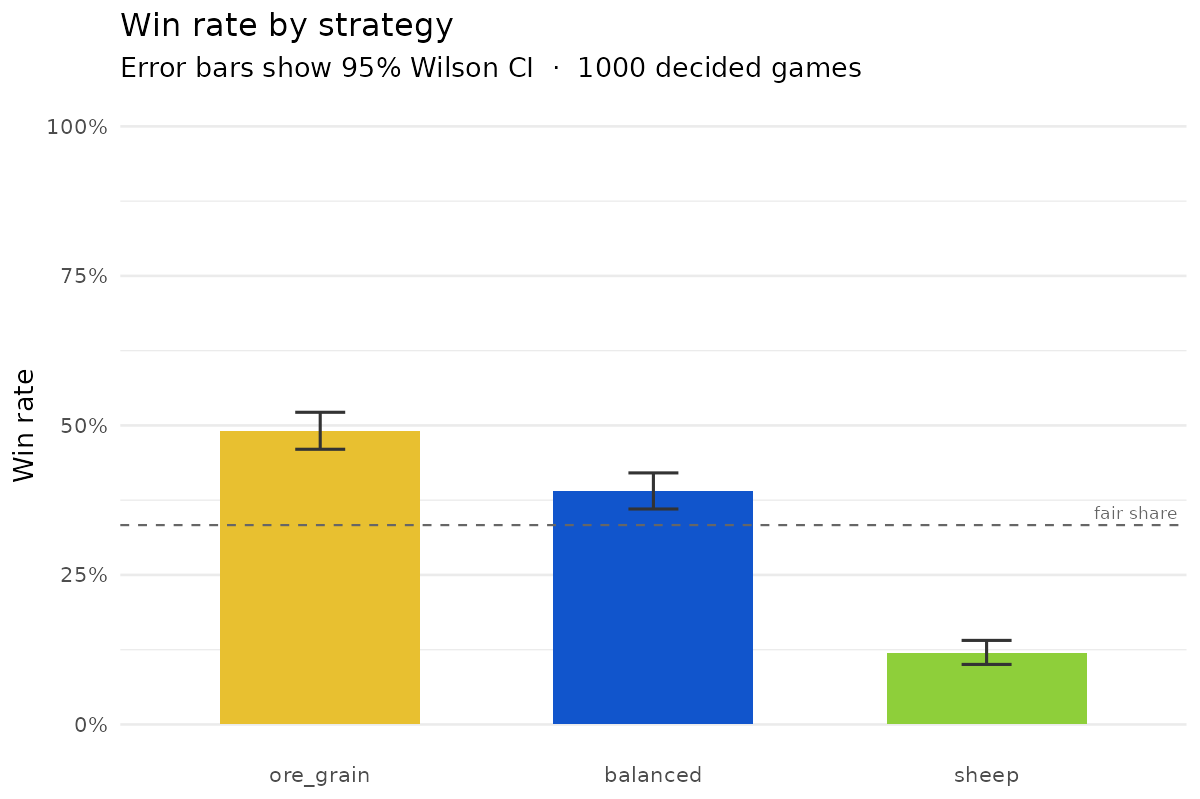 Win rate by strategy
Error bars show 95% Wilson CI · 1000 decided games
100%
75%
50%
25%
0%
Win rate
fair share
ore_grain
balanced
sheep